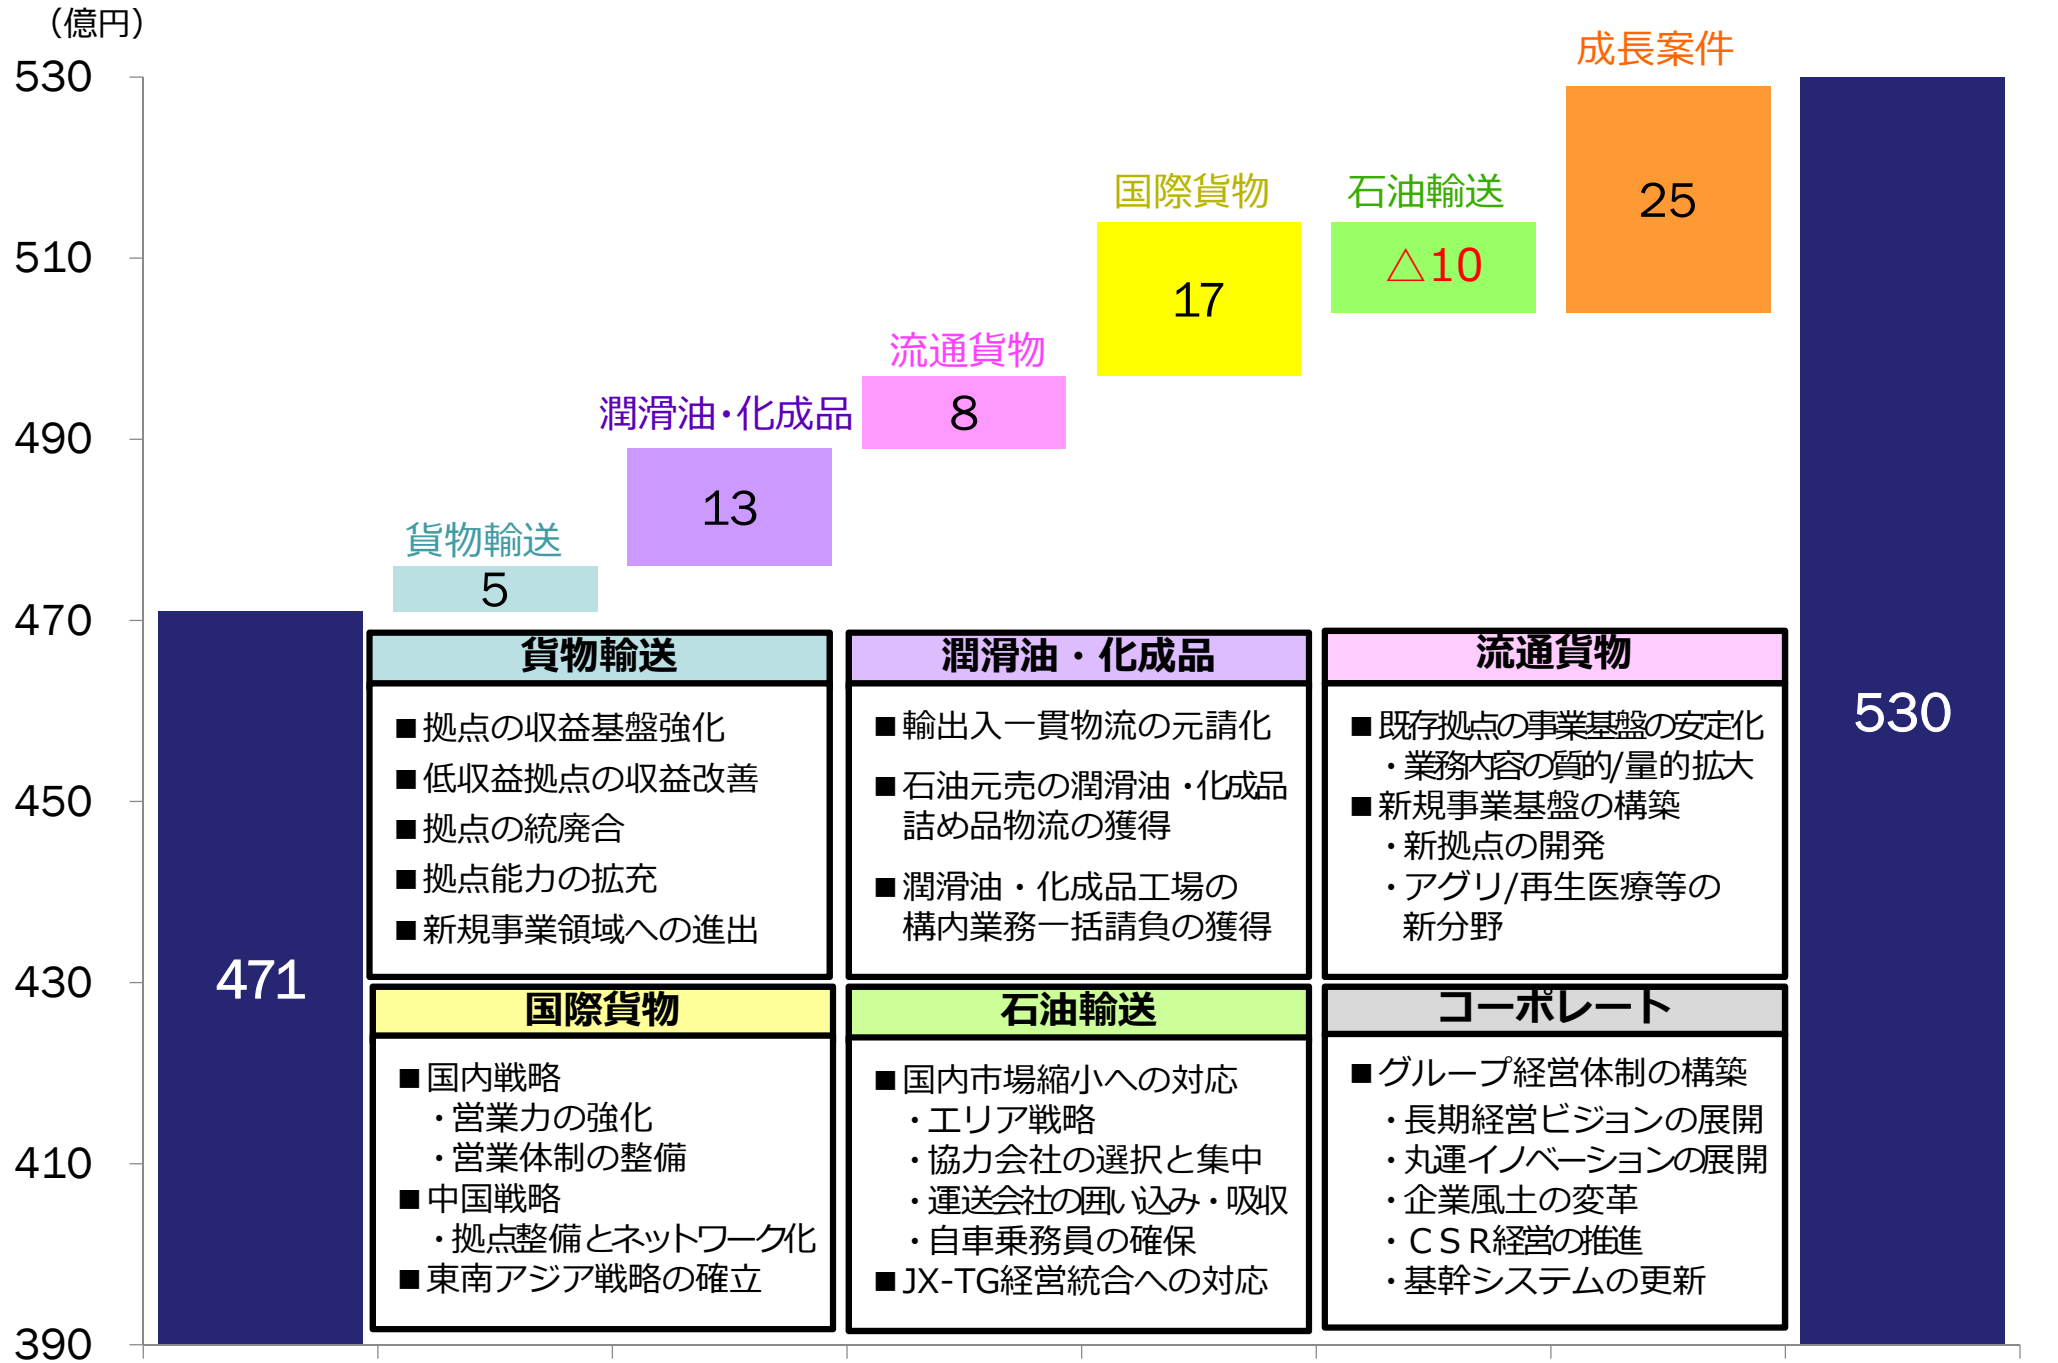 （億円）
530
510
490
470
450
430
410
390
471
貨物輸送
5
潤滑油・化成品
13
流通貨物
8
国際貨物
17
石油輸送
△10
成長案件
25
530
貨物輸送
■拠点の収益基盤強化
■低収益拠点の収益改善
■拠点の統廃合
■拠点能力の拡充
■新規事業領域への進出
潤滑油・化成品
■輸出入一貫物流の元請化
■石油元売の潤滑油・化成品
詰め品物流の獲得
■潤滑油・化成品工場の
構内業務一括請負の獲得
流通貨物
■既存拠点の事業基盤の安定化
・業務内容の質的/量的拡大
■新規事業基盤の構築
・新拠点の開発
・アグリ/再生医療等の
新分野
国際貨物
■国内戦略
・営業力の強化
・営業体制の整備
■中国戦略
・拠点整備とネットワーク化
■東南アジア戦略の確立
石油輸送
■国内市場縮小への対応
・エリア戦略
・協力会社の選択と集中
・運送会社の囲い込み・吸収
・自車乗務員の確保
■JX-TG経営統合への対応
コーポレート
■グループ経営体制の構築
・長期経営ビジョンの展開
・丸運イノベーションの展開
・企業風土の変革
・ＣＳＲ経営の推進
・基幹システムの更新